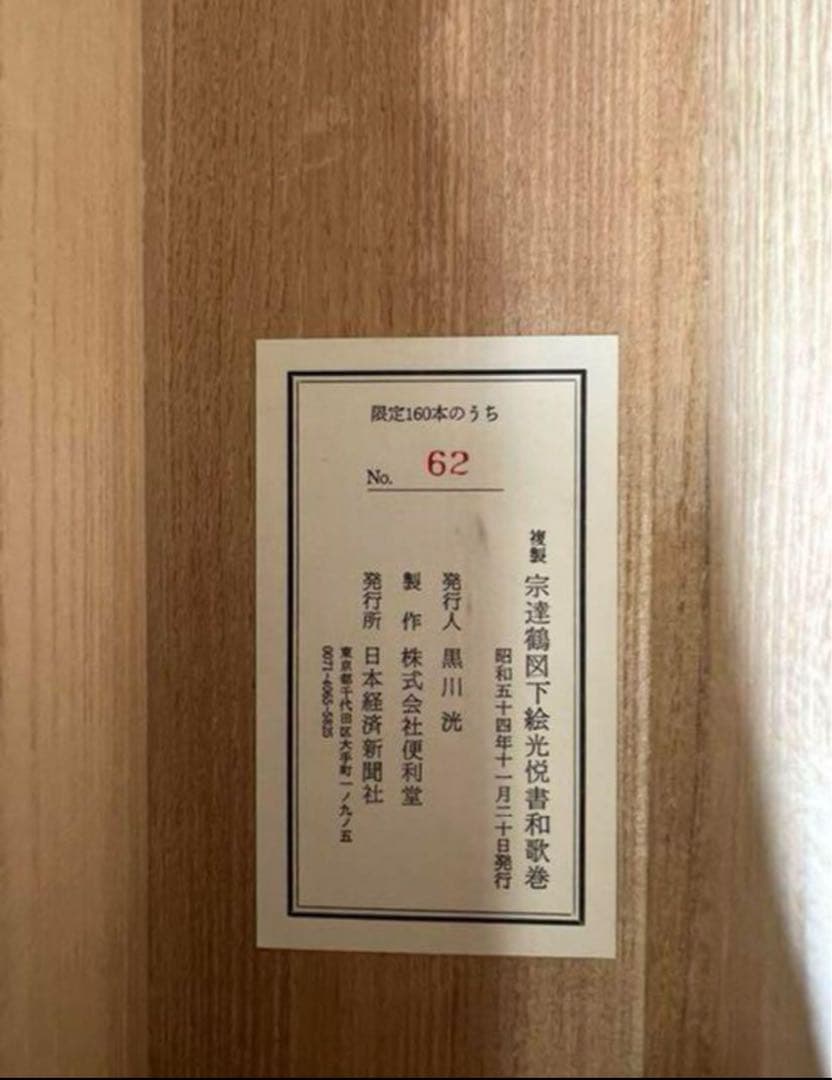 限定160本のうち
No. 62
複製 宗達鶴図下絵光悦書和歌巻
昭和五十四年十一月二十日発行
発行人 黒川 洸
製作 株式会社便利堂
発行所 日本経済新聞社
東京都千代田区大手町一ノ九ノ五
0071-4065-5825